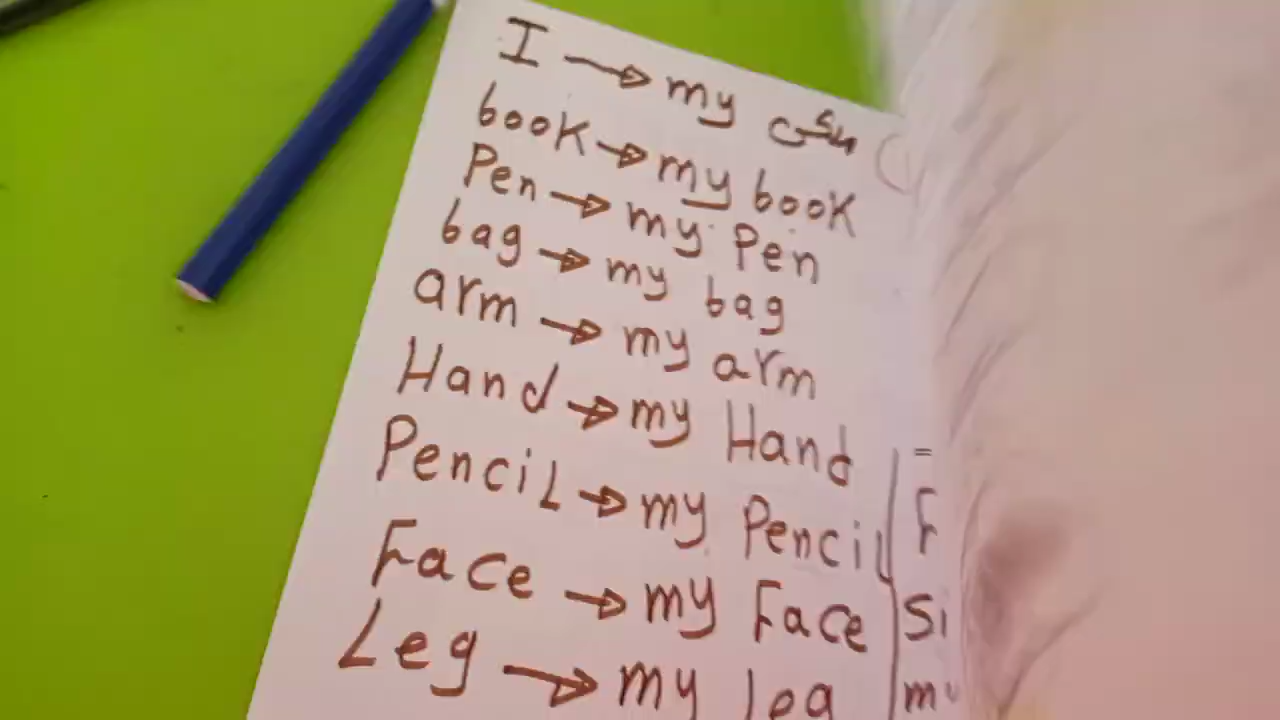 I → my ملكي
book → my book
Pen → my Pen
bag → my bag
arm → my arm
Hand → my Hand
Pencil → my Pencil
Face → my Face
Leg → my leg